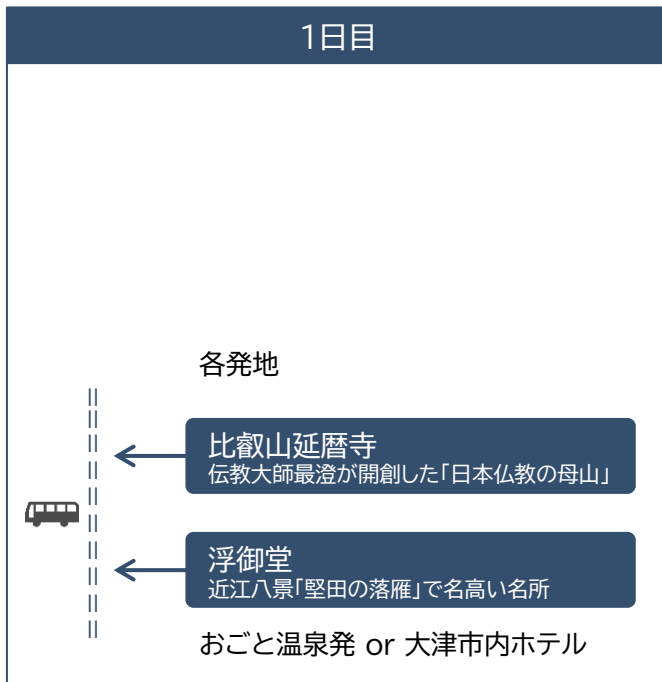 1日目
各発地
比叡山延暦寺
伝教大師最澄が開創した「日本仏教の母山」
浮御堂
近江八景「堅田の落雁」で名高い名所
おごと温泉発 or 大津市内ホテル